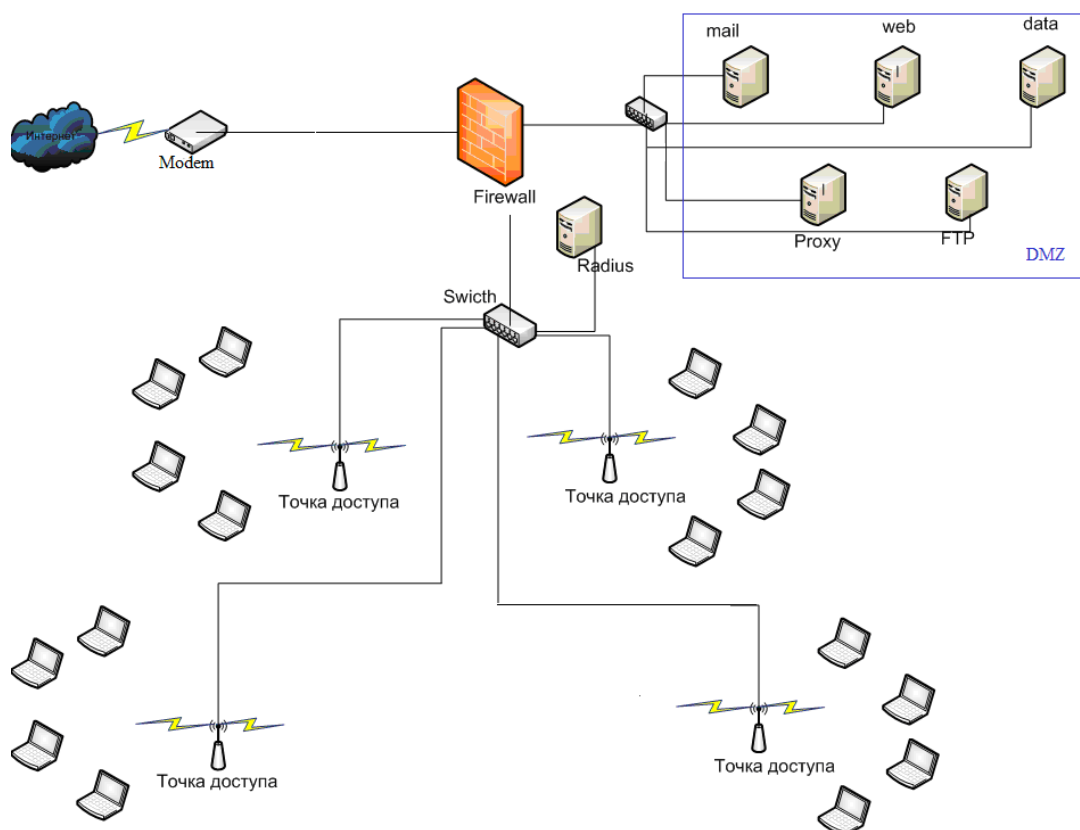 mail
web
data
Интернет
Modem
Firewall
Proxy
FTP
DMZ
Radius
Swicth
Точка доступа
Точка доступа
Точка доступа
Точка доступа